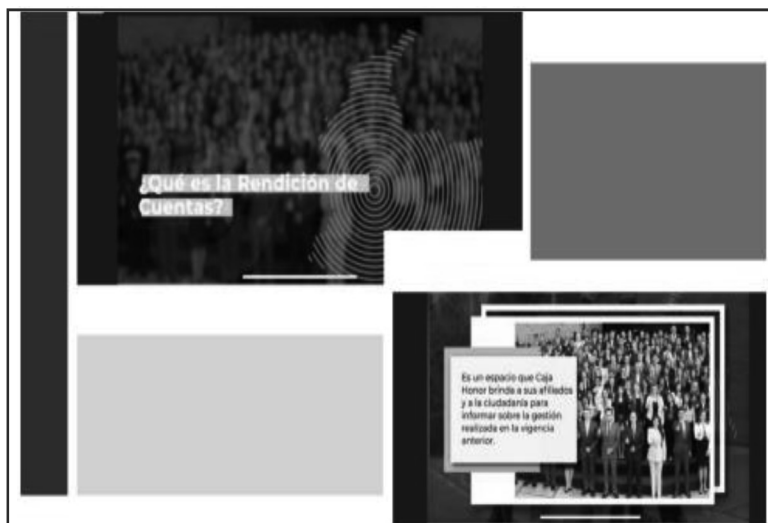 ¿Qué es la Rendición de
Cuentas?
Es un espacio que Caja
Honor brinda a sus afiliados
y a la ciudadanía para
informar sobre la gestión
realizada en la vigencia
anterior.